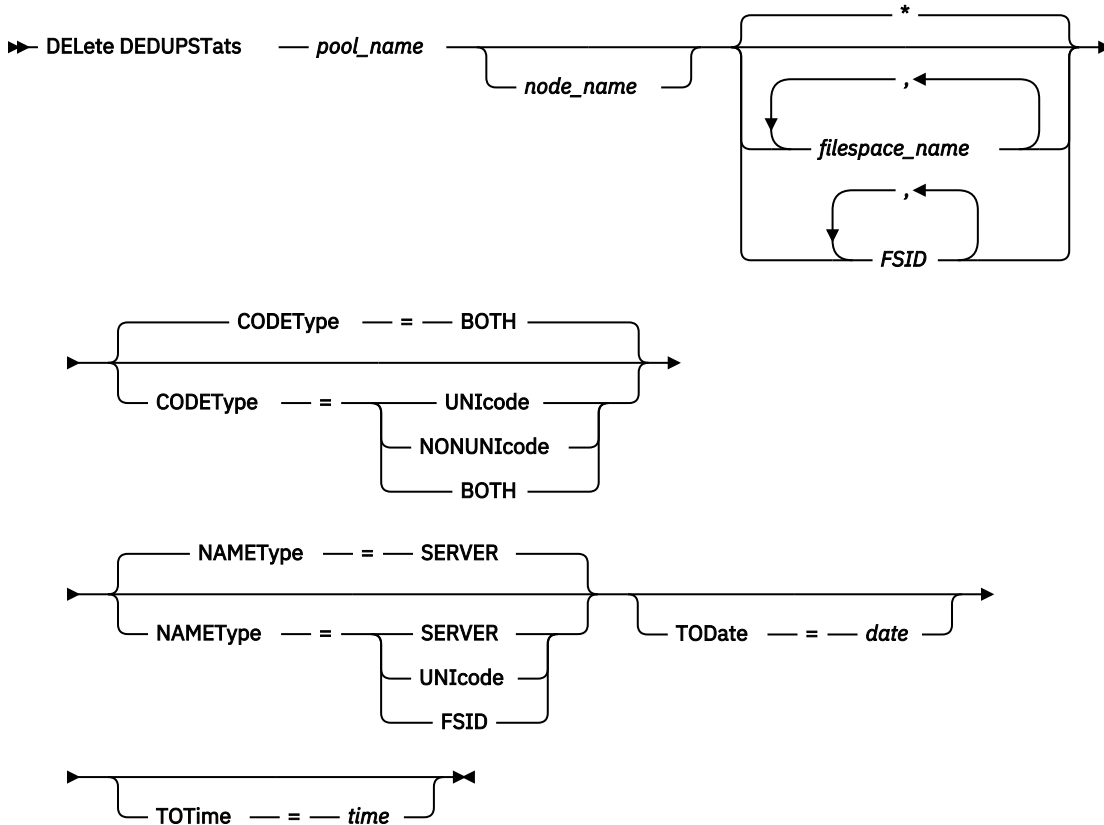 *
DELete DEDUPSTats — pool_name
node_name
,
filespace_name
,
FSID
CODEType — = — BOTH
CODEType — = — UNIcode
NONUNIcode
BOTH
NAMEType — = — SERVER
NAMEType — = — SERVER
TODate — = — date
UNIcode
FSID
TOTime — = — time